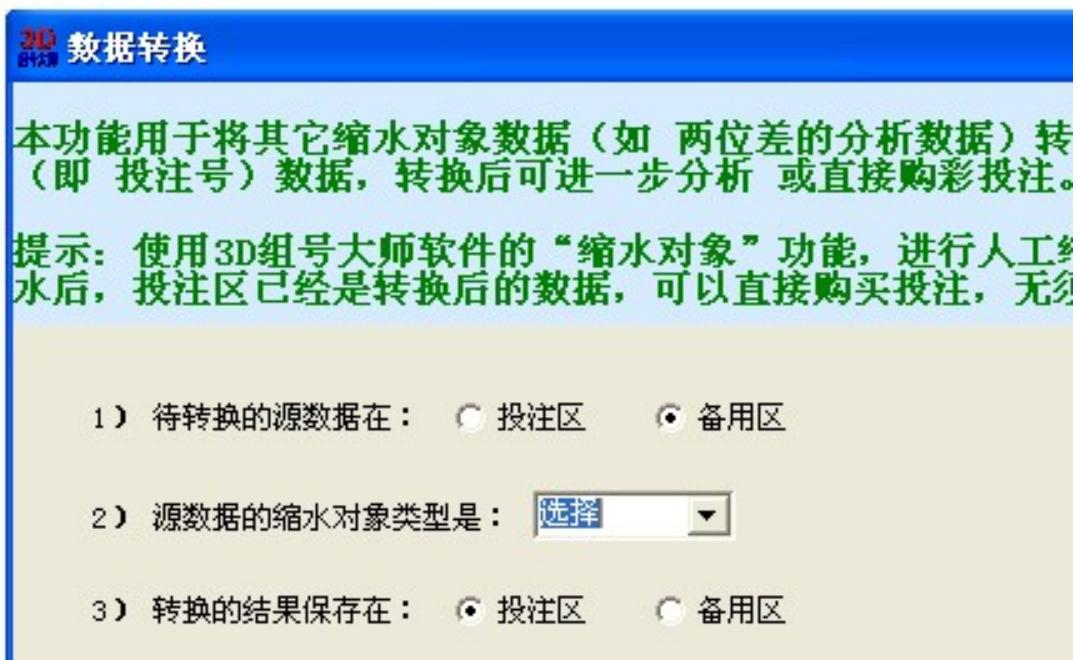 3D
数据转换
本功能用于将其它缩水对象数据（如 两位差的分析数据）转
（即 投注号）数据，转换后可进一步分析 或直接购彩投注。
提示：使用3D组号大师软件的“缩水对象”功能，进行人工
水后，投注区已经是转换后的数据，可以直接购买投注，无
1） 待转换的源数据在： 投注区 备用区
2） 源数据的缩水对象类型是： 选择
3） 转换的结果保存在： 投注区 备用区